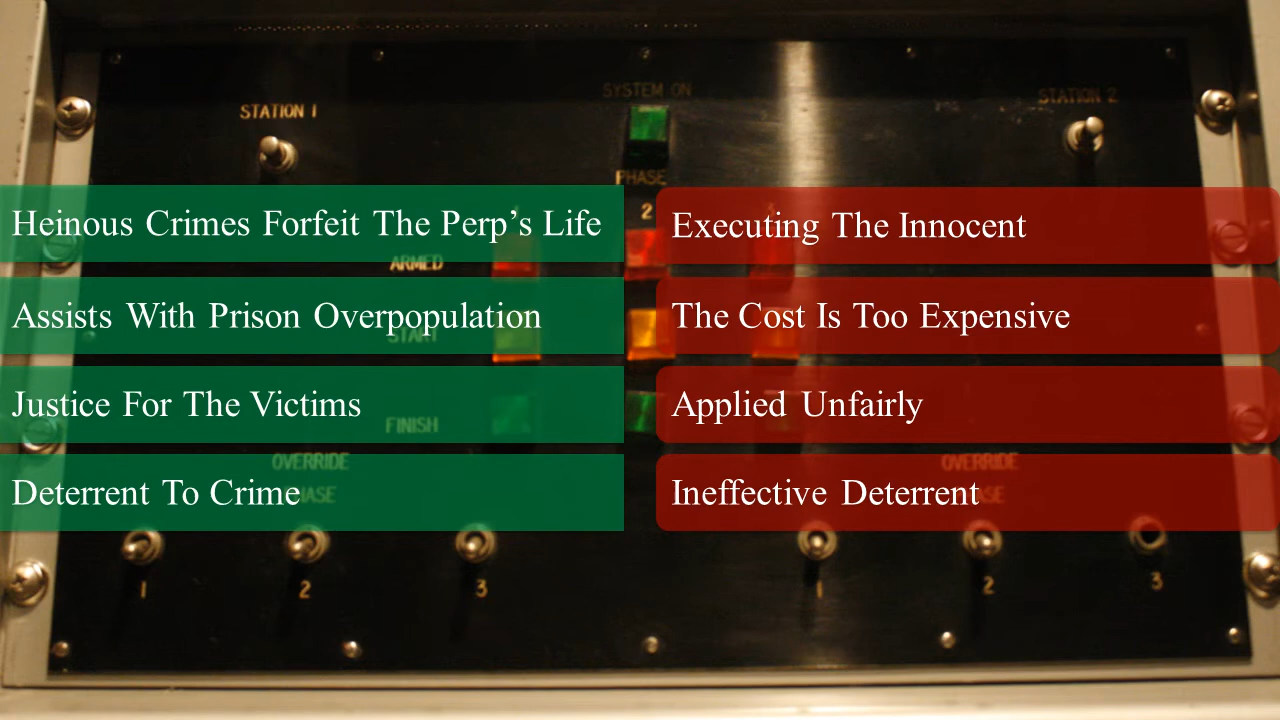 SYSTEM ON
STATION 1
STATION 2
PHASE
Heinous Crimes Forfeit The Perp’s Life
2
Executing The Innocent
ARMED
Assists With Prison Overpopulation
The Cost Is Too Expensive
START
Justice For The Victims
Applied Unfairly
FINISH
OVERRIDE
OVERRIDE
Deterrent To Crime
Ineffective Deterrent
1
2
3
1
2
3